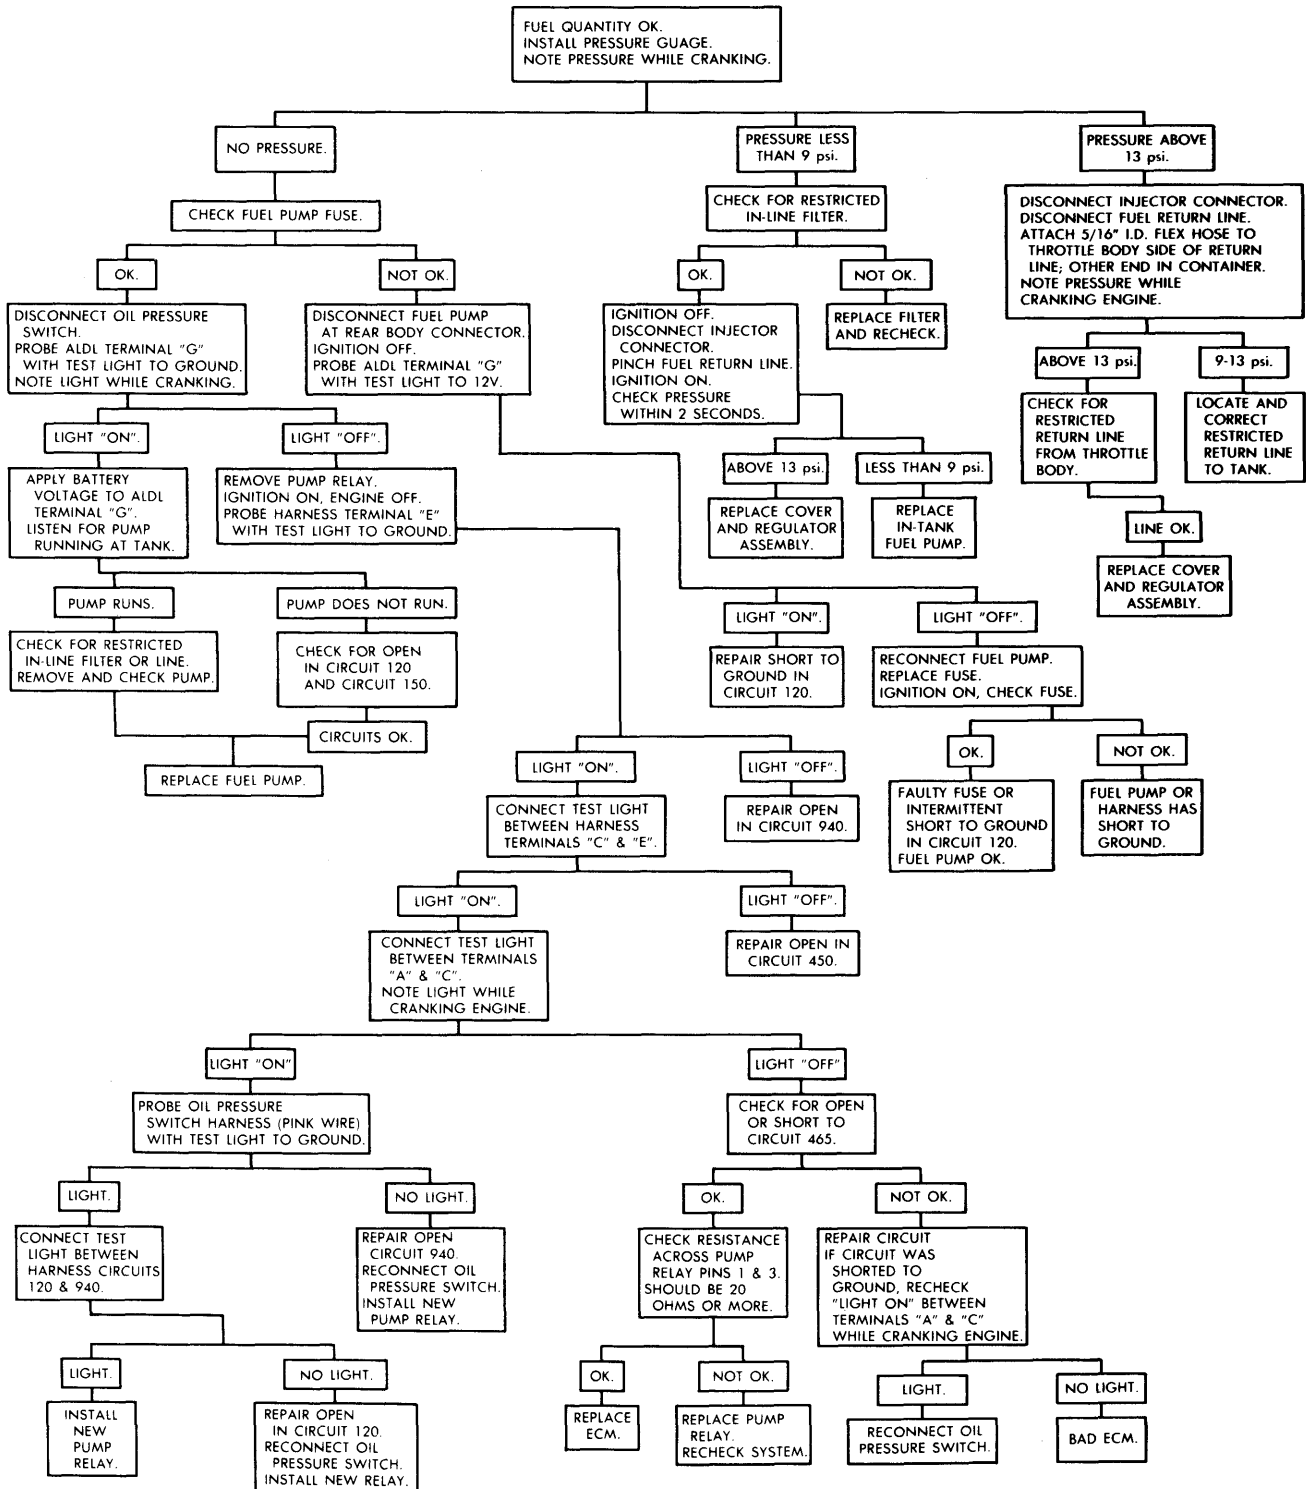 FUEL QUANTITY OK.
INSTALL PRESSURE GUAGE.
NOTE PRESSURE WHILE CRANKING.
NO PRESSURE.
PRESSURE LESS
THAN 9 psi.
PRESSURE ABOVE
13 psi.
CHECK FUEL PUMP FUSE.
CHECK FOR RESTRICTED
IN-LINE FILTER.
DISCONNECT INJECTOR CONNECTOR.
DISCONNECT FUEL RETURN LINE.
ATTACH 5/16" I.D. FLEX HOSE TO
THROTTLE BODY SIDE OF RETURN
LINE; OTHER END IN CONTAINER.
NOTE PRESSURE WHILE
CRANKING ENGINE.
OK.
NOT OK.
OK.
NOT OK.
DISCONNECT OIL PRESSURE
SWITCH.
PROBE ALDL TERMINAL "G"
WITH TEST LIGHT TO GROUND.
NOTE LIGHT WHILE CRANKING.
DISCONNECT FUEL PUMP
AT REAR BODY CONNECTOR.
IGNITION OFF.
PROBE ALDL TERMINAL "G"
WITH TEST LIGHT TO 12V.
IGNITION OFF.
DISCONNECT INJECTOR
CONNECTOR.
PINCH FUEL RETURN LINE.
IGNITION ON.
CHECK PRESSURE
WITHIN 2 SECONDS.
REPLACE FILTER
AND RECHECK.
ABOVE 13 psi.
9-13 psi.
CHECK FOR
RESTRICTED
RETURN LINE
FROM THROTTLE
BODY.
LOCATE AND
CORRECT
RESTRICTED
RETURN LINE
TO TANK.
LIGHT "ON".
LIGHT "OFF".
ABOVE 13 psi.
LESS THAN 9 psi.
APPLY BATTERY
VOLTAGE TO ALDL
TERMINAL "G".
LISTEN FOR PUMP
RUNNING AT TANK.
REMOVE PUMP RELAY.
IGNITION ON, ENGINE OFF.
PROBE HARNESS TERMINAL "E"
WITH TEST LIGHT TO GROUND.
REPLACE COVER
AND REGULATOR
ASSEMBLY.
REPLACE
IN-TANK
FUEL PUMP.
LINE OK.
REPLACE COVER
AND REGULATOR
ASSEMBLY.
PUMP RUNS.
PUMP DOES NOT RUN.
LIGHT "ON".
LIGHT "OFF".
CHECK FOR RESTRICTED
IN-LINE FILTER OR LINE.
REMOVE AND CHECK PUMP.
CHECK FOR OPEN
IN CIRCUIT 120
AND CIRCUIT 150.
REPAIR SHORT TO
GROUND IN
CIRCUIT 120.
RECONNECT FUEL PUMP.
REPLACE FUSE.
IGNITION ON, CHECK FUSE.
CIRCUITS OK.
REPLACE FUEL PUMP.
LIGHT "ON".
LIGHT "OFF".
OK.
NOT OK.
CONNECT TEST LIGHT
BETWEEN HARNESS
TERMINALS "C" & "E".
REPAIR OPEN
IN CIRCUIT 940.
FAULTY FUSE OR
INTERMITTENT
SHORT TO GROUND
IN CIRCUIT 120.
FUEL PUMP OK.
FUEL PUMP OR
HARNESS HAS
SHORT TO
GROUND.
LIGHT "ON".
LIGHT "OFF".
CONNECT TEST LIGHT
BETWEEN TERMINALS
"A" & "C".
NOTE LIGHT WHILE
CRANKING ENGINE.
REPAIR OPEN IN
CIRCUIT 450.
LIGHT "ON"
LIGHT "OFF"
PROBE OIL PRESSURE
SWITCH HARNESS (PINK WIRE)
WITH TEST LIGHT TO GROUND.
CHECK FOR OPEN
OR SHORT TO
CIRCUIT 465.
LIGHT.
NO LIGHT.
OK.
NOT OK.
CONNECT TEST
LIGHT BETWEEN
HARNESS CIRCUITS
120 & 940.
REPAIR OPEN
CIRCUIT 940.
RECONNECT OIL
PRESSURE SWITCH.
INSTALL NEW
PUMP RELAY.
CHECK RESISTANCE
ACROSS PUMP
RELAY PINS 1 & 3.
SHOULD BE 20
OHMS OR MORE.
REPAIR CIRCUIT
IF CIRCUIT WAS
SHORTED TO
GROUND, RECHECK
"LIGHT ON" BETWEEN
TERMINALS "A" & "C"
WHILE CRANKING ENGINE.
LIGHT.
NO LIGHT.
OK.
NOT OK.
LIGHT.
NO LIGHT.
INSTALL
NEW
PUMP
RELAY.
REPAIR OPEN
IN CIRCUIT 120.
RECONNECT OIL
PRESSURE SWITCH.
INSTALL NEW RELAY.
REPLACE
ECM.
REPLACE PUMP
RELAY.
RECHECK SYSTEM.
RECONNECT OIL
PRESSURE SWITCH.
BAD ECM.